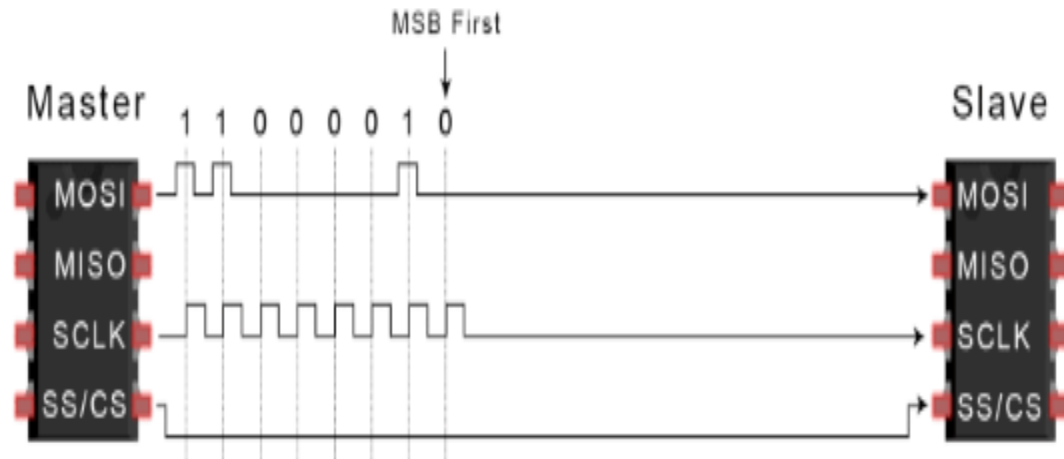 MSB First
Master
1 1 0 0 0 0 1 0
Slave
MOSI
MISO
SCLK
SS/CS
MOSI
MISO
SCLK
SS/CS